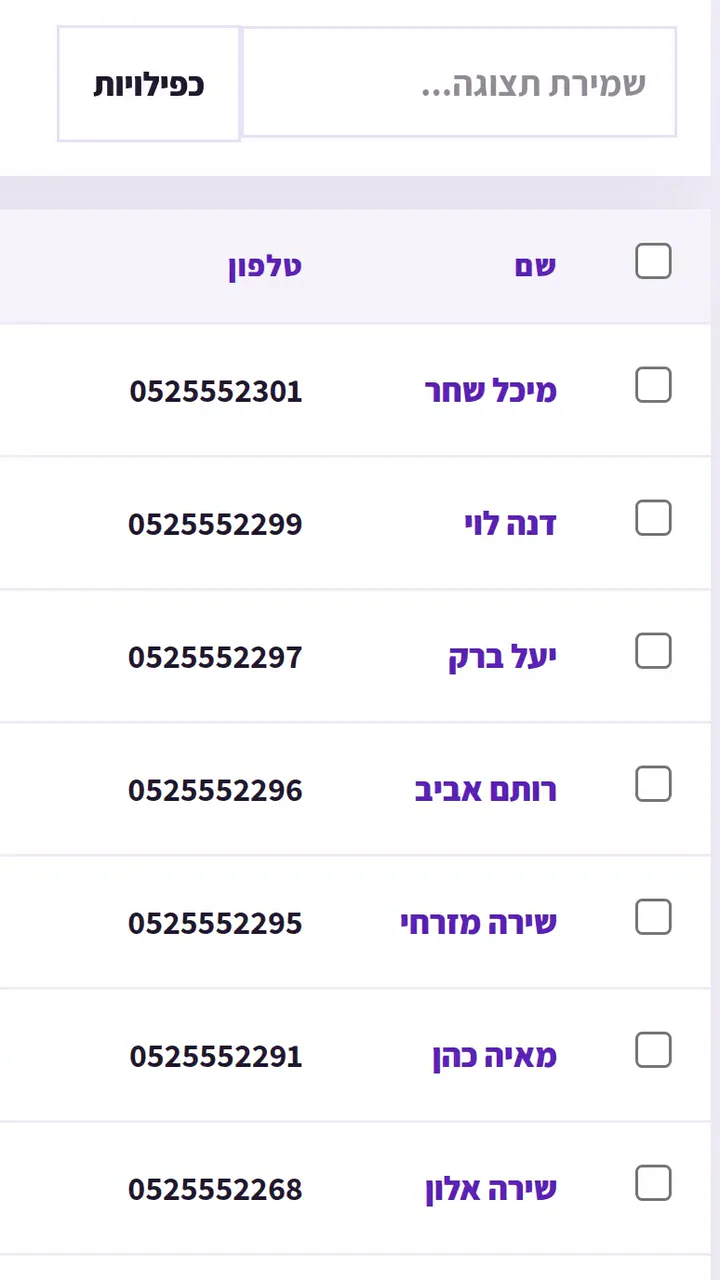 שמירת תצוגה... כפילויות
שם טלפון
מיכל שחר 0525552301
דנה לוי 0525552299
יעל ברק 0525552297
רותם אביב 0525552296
שירה מזרחי 0525552295
מאיה כהן 0525552291
שירה אלון 0525552268